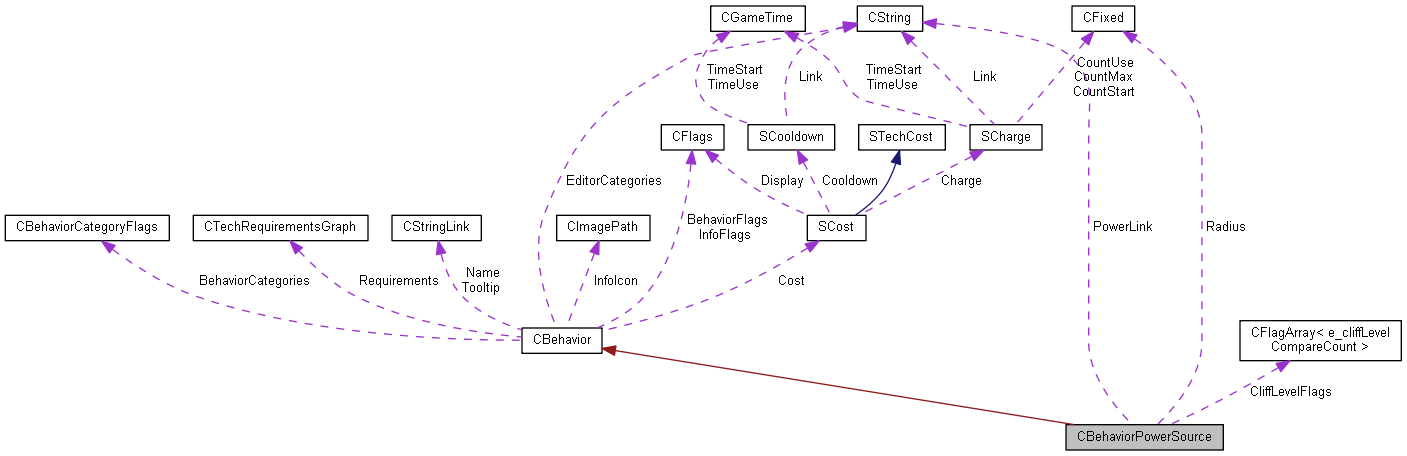 CGameTime
CString
CFixed
TimeStart
TimeUse
Link
TimeStart
TimeUse
Link
CountUse
CountMax
CountStart
CFlags
SCooldown
STechCost
SCharge
EditorCategories
Display
Cooldown
Charge
CBehaviorCategoryFlags
CTechRequirementsGraph
CStringLink
CImagePath
BehaviorFlags
InfoFlags
SCost
PowerLink
Radius
BehaviorCategories
Requirements
Name
Tooltip
InfoIcon
Cost
CBehavior
CFlagArray< e_cliffLevel
CompareCount >
CliffLevelFlags
CBehaviorPowerSource